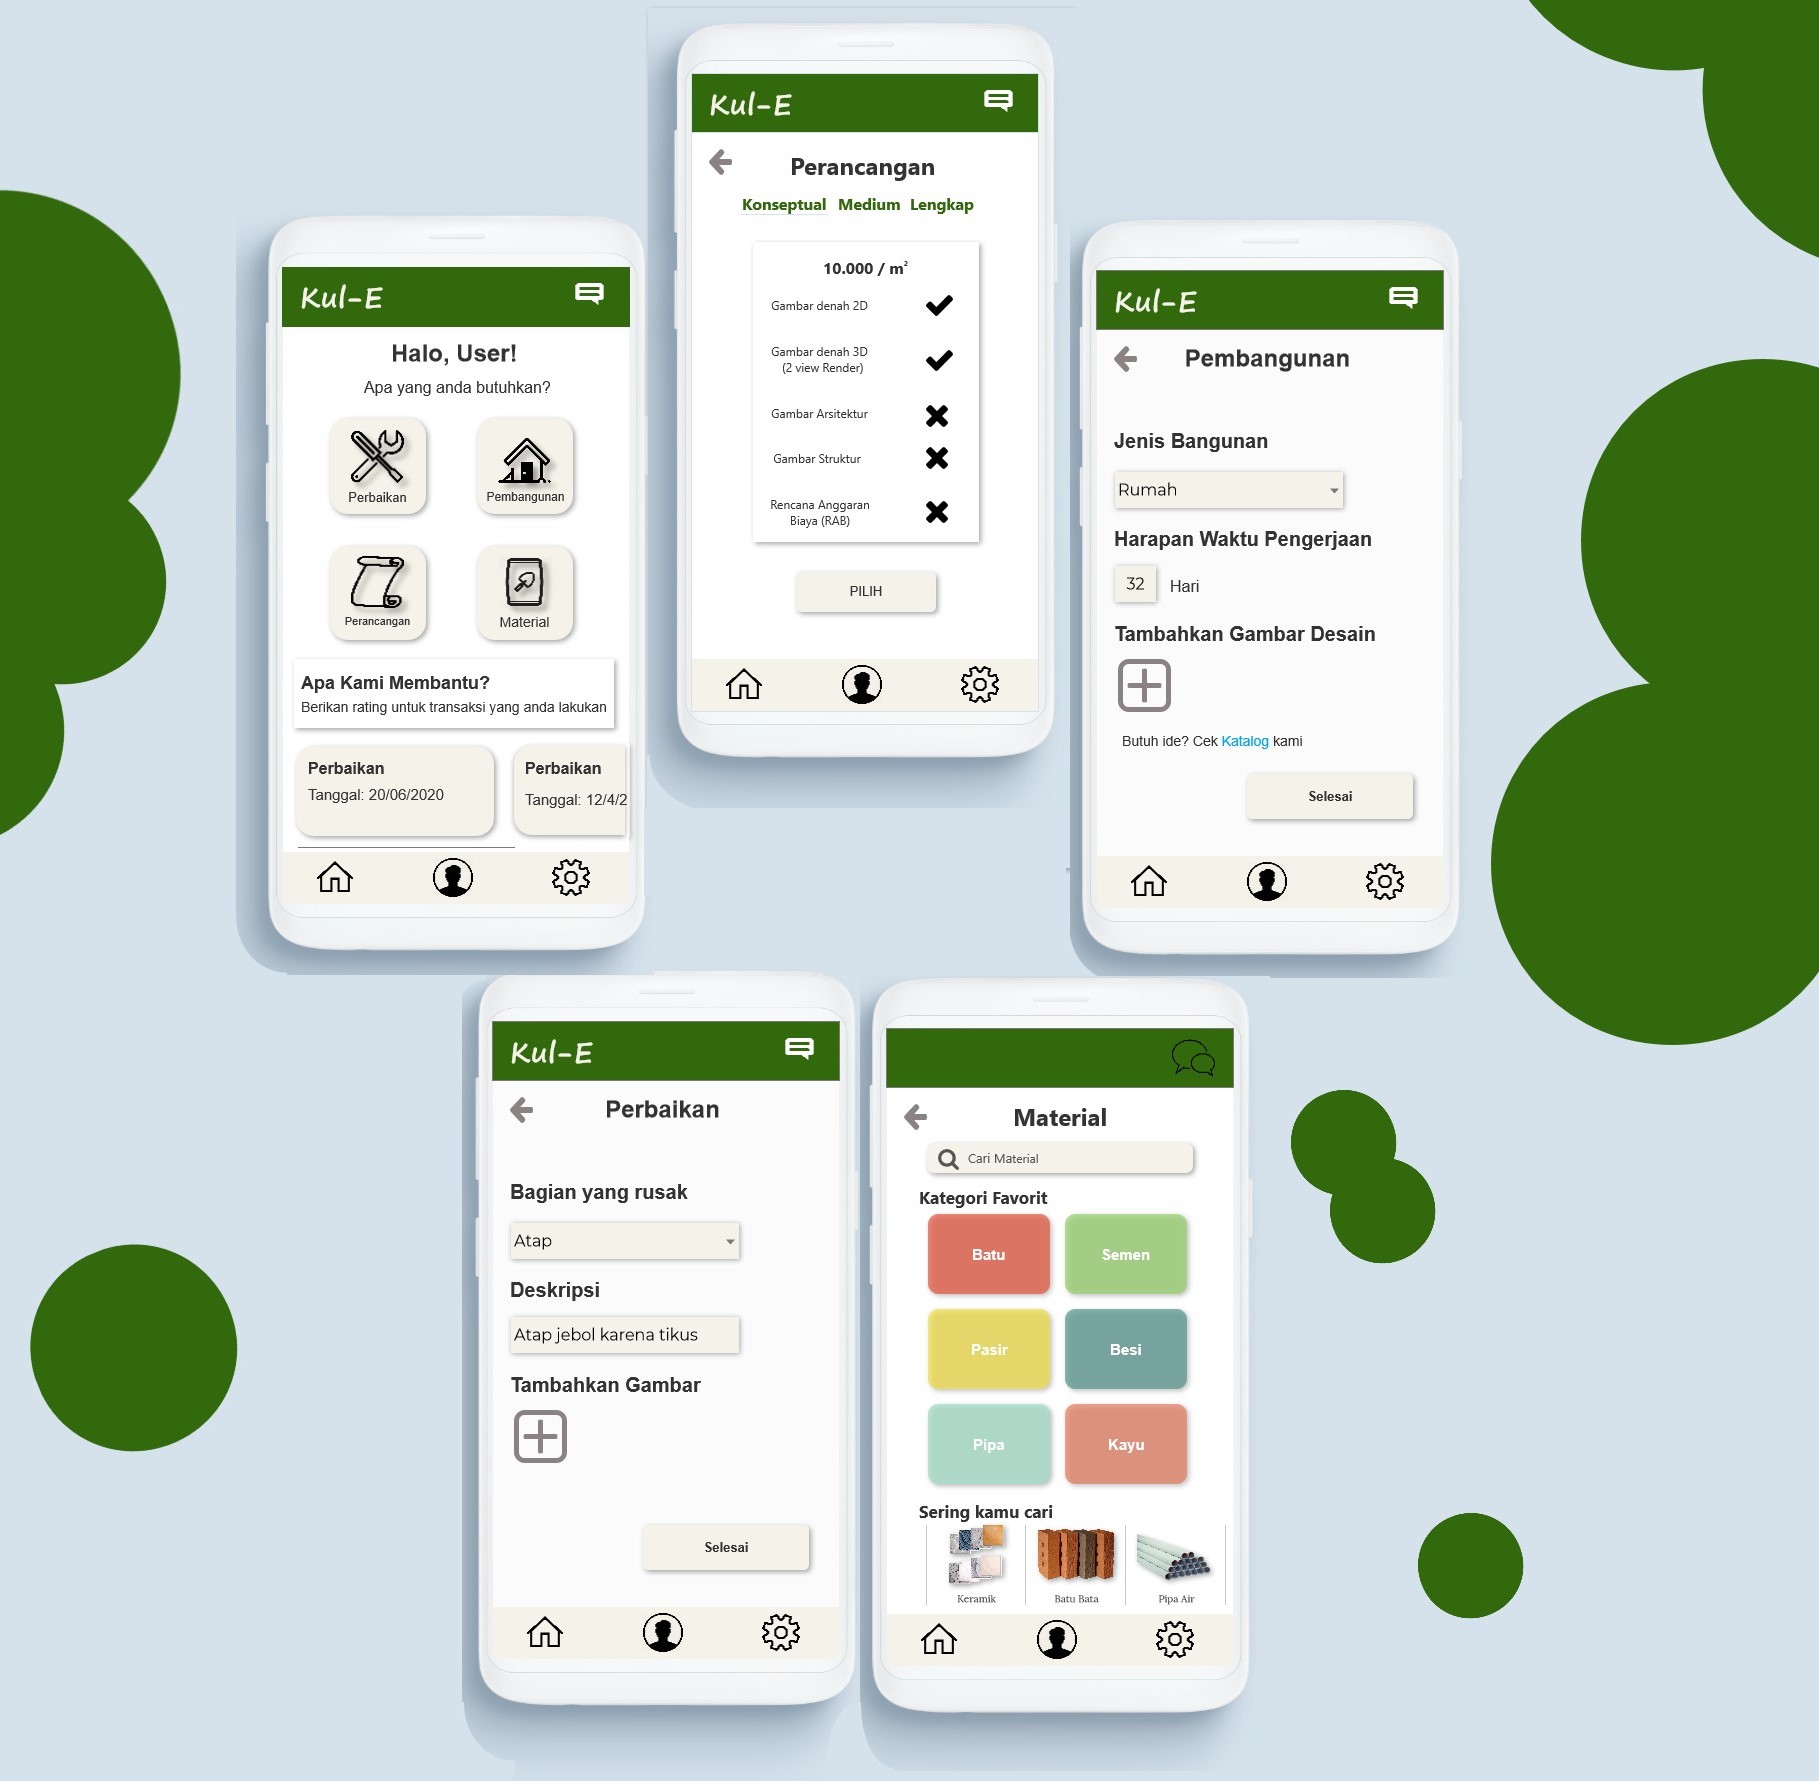 Kul-E
Halo, User!
Apa yang anda butuhkan?
Perbaikan
Pembangunan
Perancangan
Material
Apa Kami Membantu?
Berikan rating untuk transaksi yang anda lakukan
Perbaikan
Tanggal: 20/06/2020
Perbaikan
Tanggal: 12/4/2
Kul-E
Perancangan
Konseptual Medium Lengkap
10.000 / m²
Gambar denah 2D
Gambar denah 3D
(2 view Render)
Gambar Arsitektur
Gambar Struktur
Rencana Anggaran
Biaya (RAB)
PILIH
Kul-E
Pembangunan
Jenis Bangunan
Rumah
Harapan Waktu Pengerjaan
32 Hari
Tambahkan Gambar Desain
Butuh ide? Cek Katalog kami
Selesai
Kul-E
Perbaikan
Bagian yang rusak
Atap
Deskripsi
Atap jebol karena tikus
Tambahkan Gambar
Selesai
Material
Cari Material
Kategori Favorit
Batu
Semen
Pasir
Besi
Pipa
Kayu
Sering kamu cari
Keramik
Batu Bata
Pipa Air